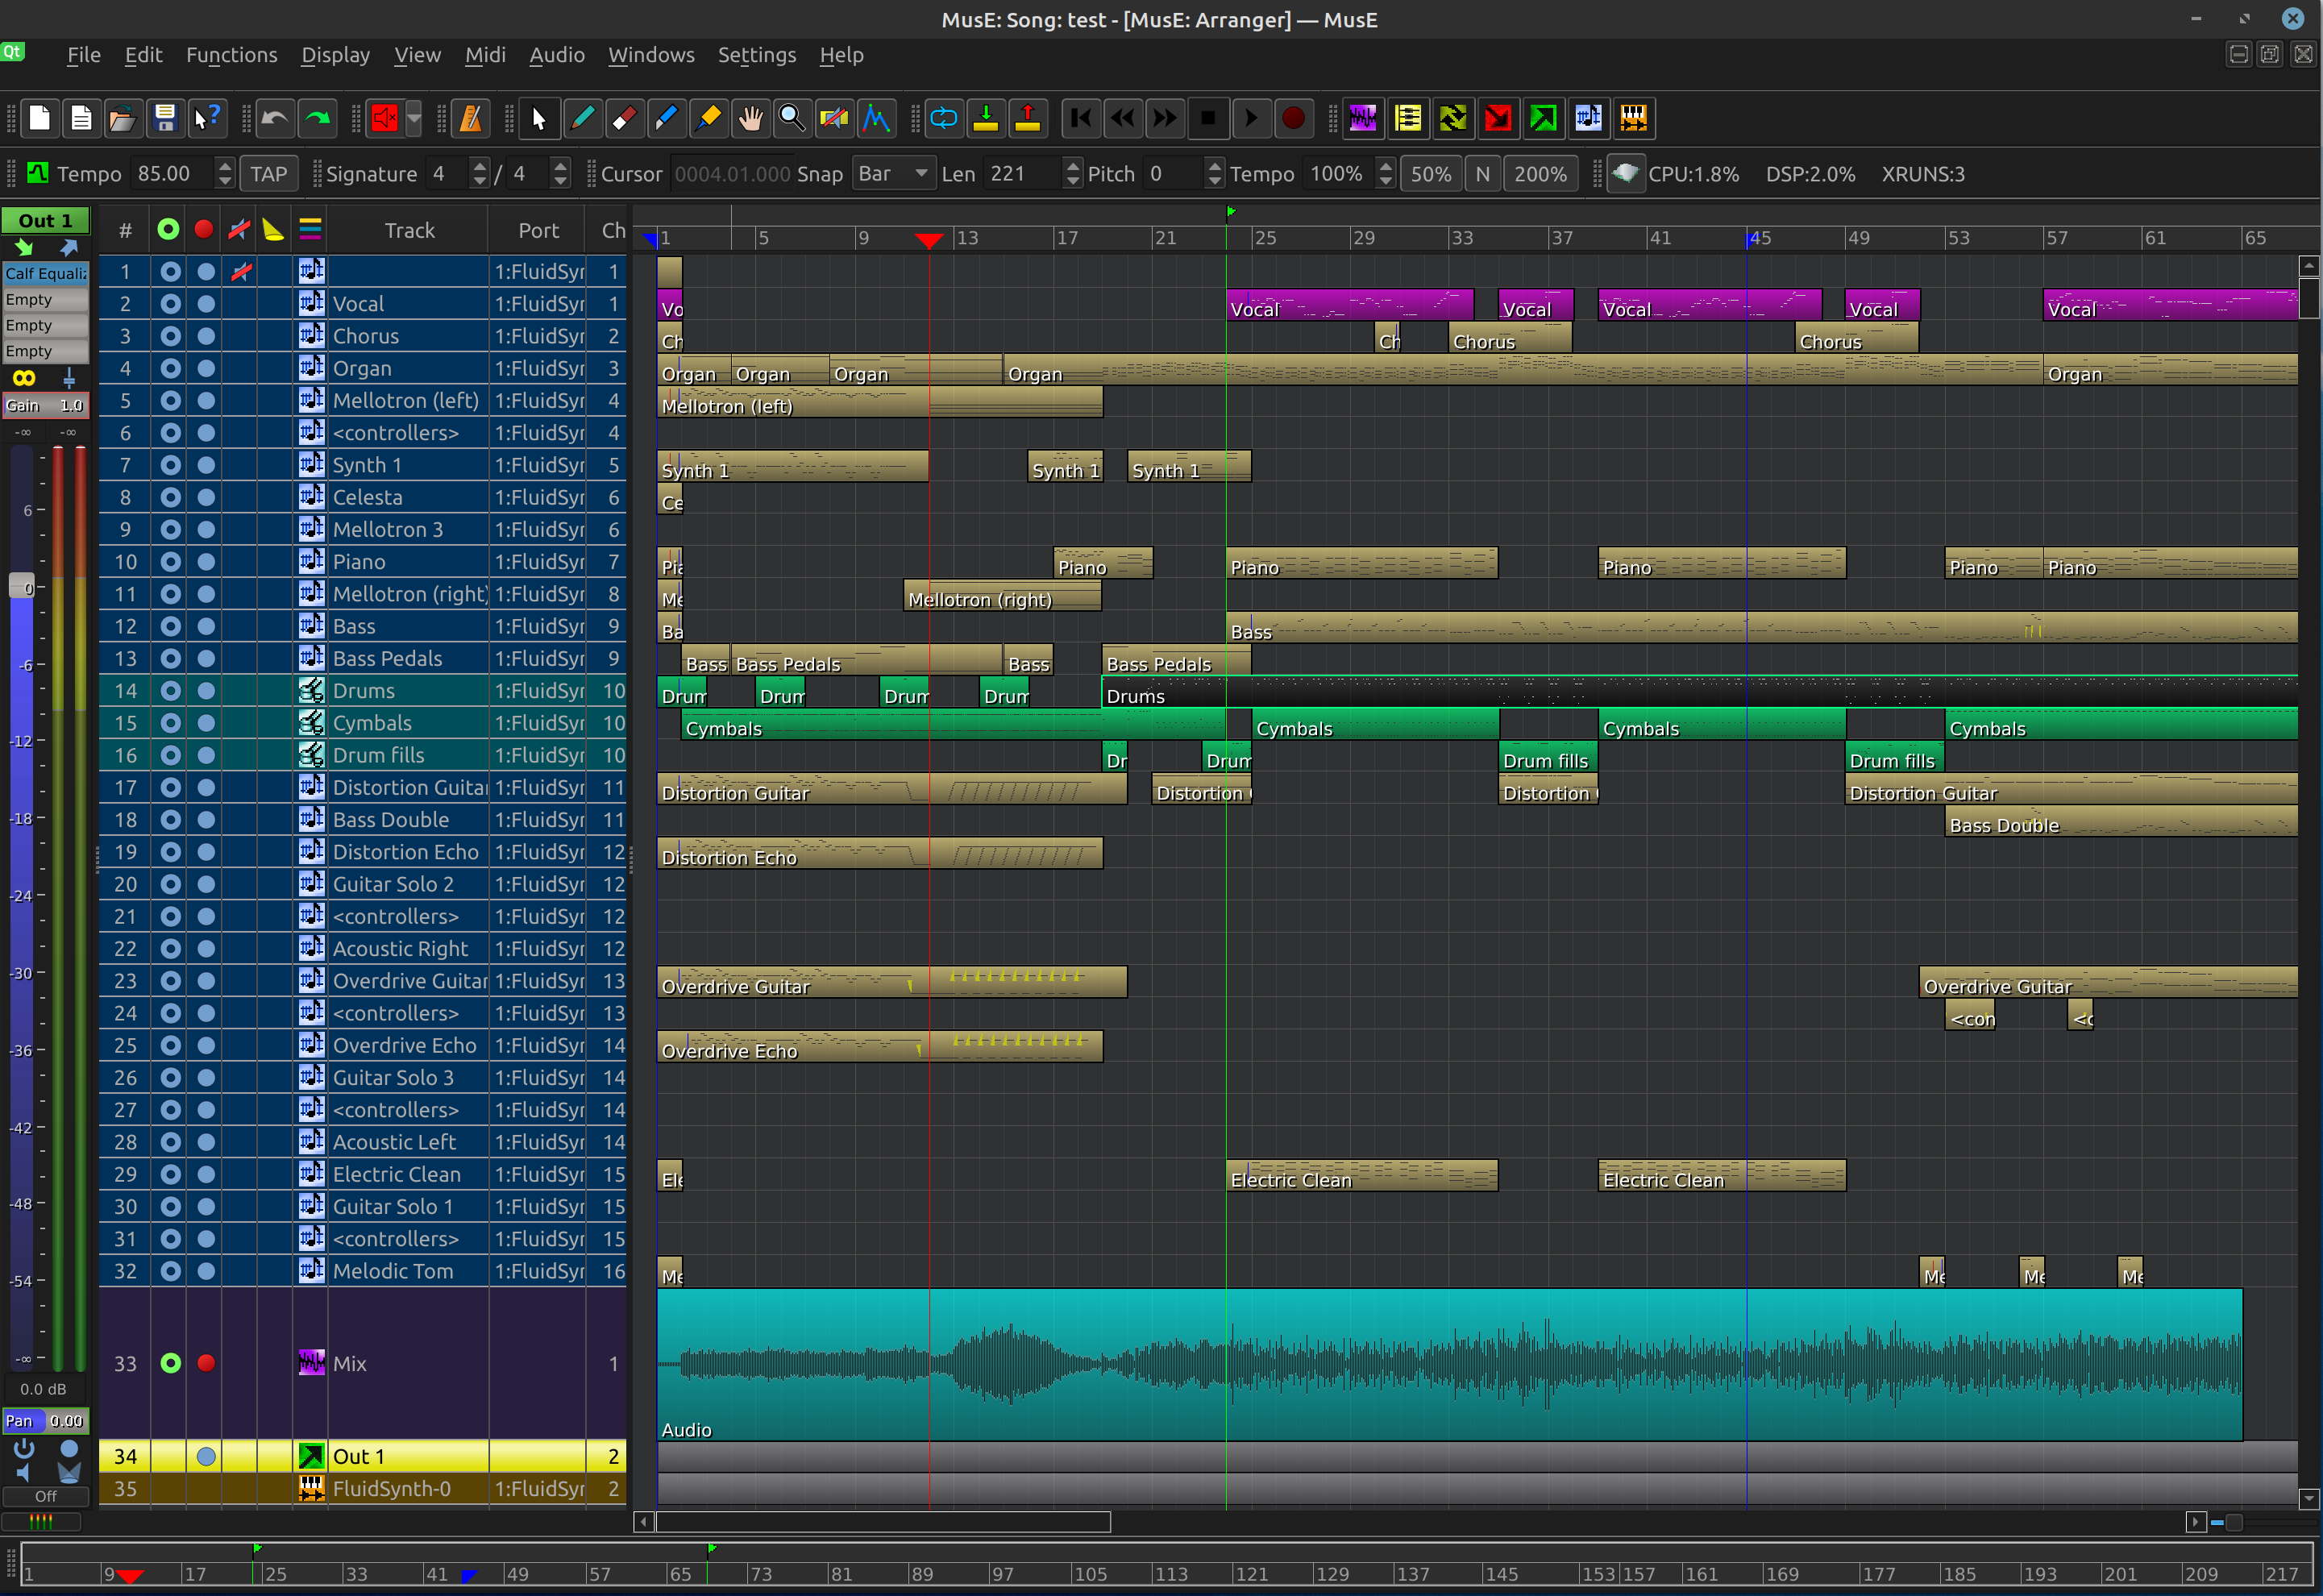 MusE: Song: test - [MusE: Arranger] — MusE
Qt File Edit Functions Display View Midi Audio Windows Settings Help
Tempo 85.00 TAP Signature 4 / 4 Cursor 0004.01.000 Snap Bar Len 221 Pitch 0 Tempo 100% 50% N 200% CPU:1.8% DSP:2.0% XRUNS:3
Out 1
Calf Equaliz
Empty
Empty
Empty
Gain 1.0
-∞ -∞
6
0
-6
-12
-18
-24
-30
-36
-42
-48
-54
-∞
0.0 dB
Pan 0.00
Off
# Track Port Ch 1 5 9 13 17 21 25 29 33 37 41 45 49 53 57 61 65
1 1:FluidSyn 1
2 Vocal 1:FluidSyn 1 Vo Vocal Vocal Vocal Vocal Vocal
3 Chorus 1:FluidSyn 2 Ch Ch Chorus Chorus
4 Organ 1:FluidSyn 3 Organ Organ Organ Organ Organ
5 Mellotron (left) 1:FluidSyn 4 Mellotron (left)
6 <controllers> 1:FluidSyn 4
7 Synth 1 1:FluidSyn 5 Synth 1 Synth 1 Synth 1
8 Celesta 1:FluidSyn 6 Ce
9 Mellotron 3 1:FluidSyn 6
10 Piano 1:FluidSyn 7 Pia Piano Piano Piano Piano Piano
11 Mellotron (right) 1:FluidSyn 8 Me Mellotron (right)
12 Bass 1:FluidSyn 9 Ba Bass
13 Bass Pedals 1:FluidSyn 9 Bass Bass Pedals Bass Bass Pedals
14 Drums 1:FluidSyn 10 Drum Drum Drum Drum Drums
15 Cymbals 1:FluidSyn 10 Cymbals Cymbals Cymbals Cymbals
16 Drum fills 1:FluidSyn 10 Dr Drum Drum fills Drum fills
17 Distortion Guitar 1:FluidSyn 11 Distortion Guitar Distortion Distortion Distortion Guitar
18 Bass Double 1:FluidSyn 11 Bass Double
19 Distortion Echo 1:FluidSyn 12 Distortion Echo
20 Guitar Solo 2 1:FluidSyn 12
21 <controllers> 1:FluidSyn 12
22 Acoustic Right 1:FluidSyn 12
23 Overdrive Guitar 1:FluidSyn 13 Overdrive Guitar Overdrive Guitar
24 <controllers> 1:FluidSyn 13 <con <c
25 Overdrive Echo 1:FluidSyn 14 Overdrive Echo
26 Guitar Solo 3 1:FluidSyn 14
27 <controllers> 1:FluidSyn 14
28 Acoustic Left 1:FluidSyn 14
29 Electric Clean 1:FluidSyn 15 Ele Electric Clean Electric Clean
30 Guitar Solo 1 1:FluidSyn 15
31 <controllers> 1:FluidSyn 15
32 Melodic Tom 1:FluidSyn 16 Me Me Me Me
33 Mix 1
Audio
34 Out 1 2
35 FluidSynth-0 1:FluidSyn 2
1 9 17 25 33 41 49 57 65 73 81 89 97 105 113 121 129 137 145 153 157 161 169 177 185 193 201 209 217